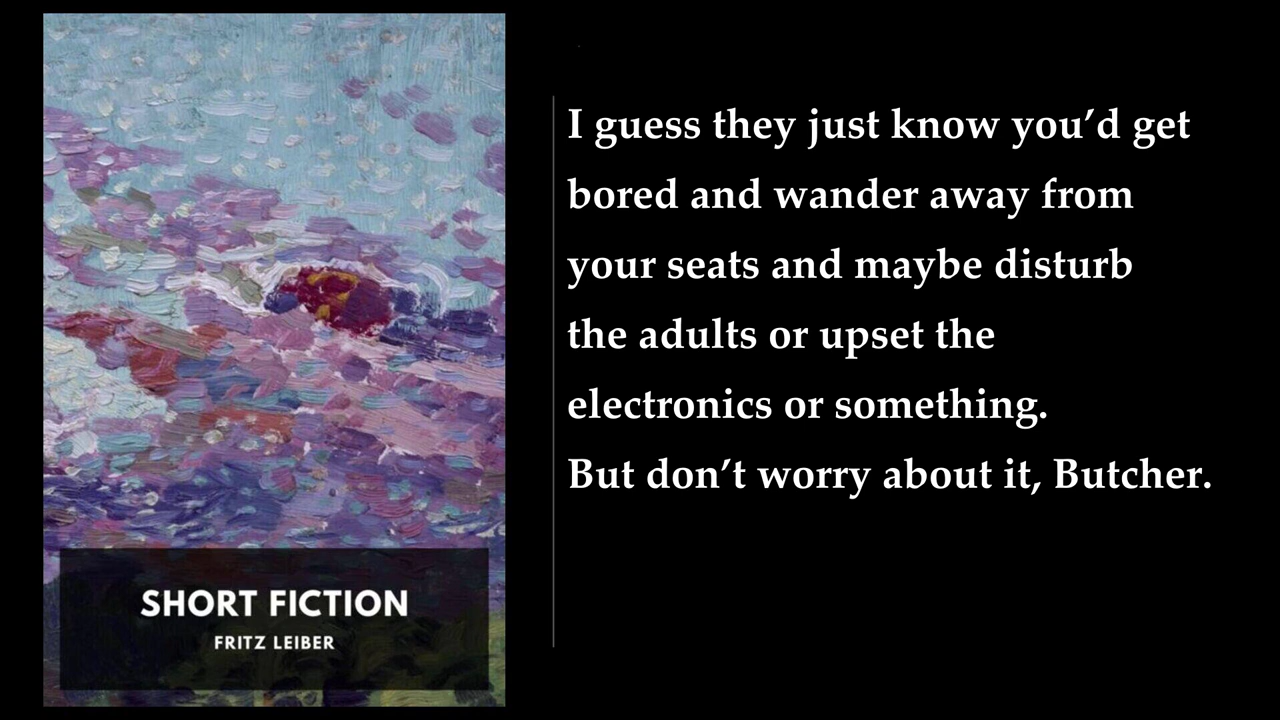 SHORT FICTION
FRITZ LEIBER
I guess they just know you’d get
bored and wander away from
your seats and maybe disturb
the adults or upset the
electronics or something.
But don’t worry about it, Butcher.